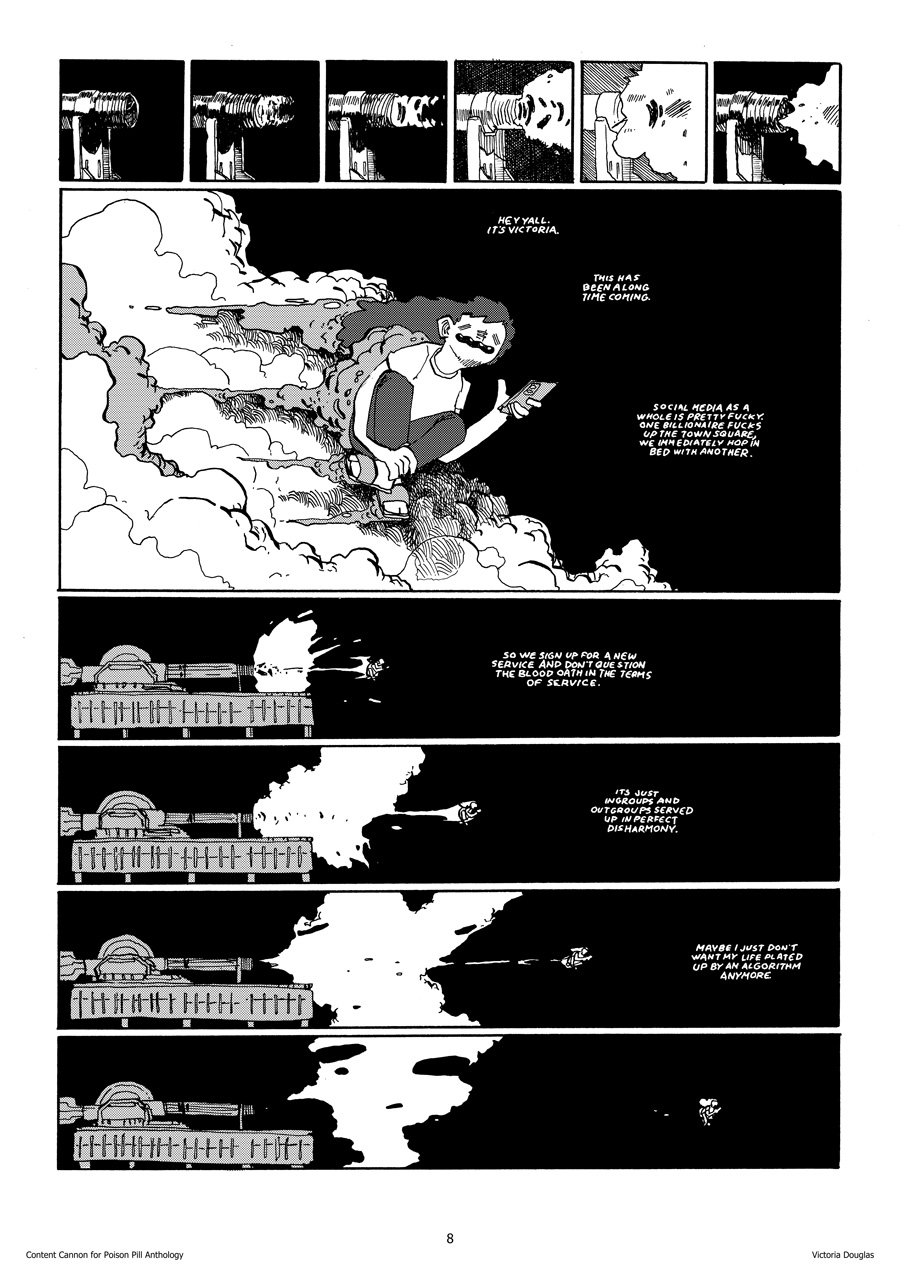 HEY YALL.
IT'S VICTORIA.
THIS HAS
BEEN A LONG
TIME COMING.
SOCIAL MEDIA AS A
WHOLE IS PRETTY FUCKY.
ONE BILLIONAIRE FUCKS
UP THE TOWN SQUARE,
WE IMMEDIATELY HOP IN
BED WITH ANOTHER.
SO WE SIGN UP FOR A NEW
SERVICE AND DON'T QUESTION
THE BLOOD OATH IN THE TERMS
OF SERVICE.
IT'S JUST
INGROUPS AND
OUTGROUPS SERVED
UP IN PERFECT
DISHARMONY.
MAYBE I JUST DON'T
WANT MY LIFE PLATED
UP BY AN ALGORITHM
ANYMORE
8
Content Cannon for Poison Pill Anthology
Victoria Douglas